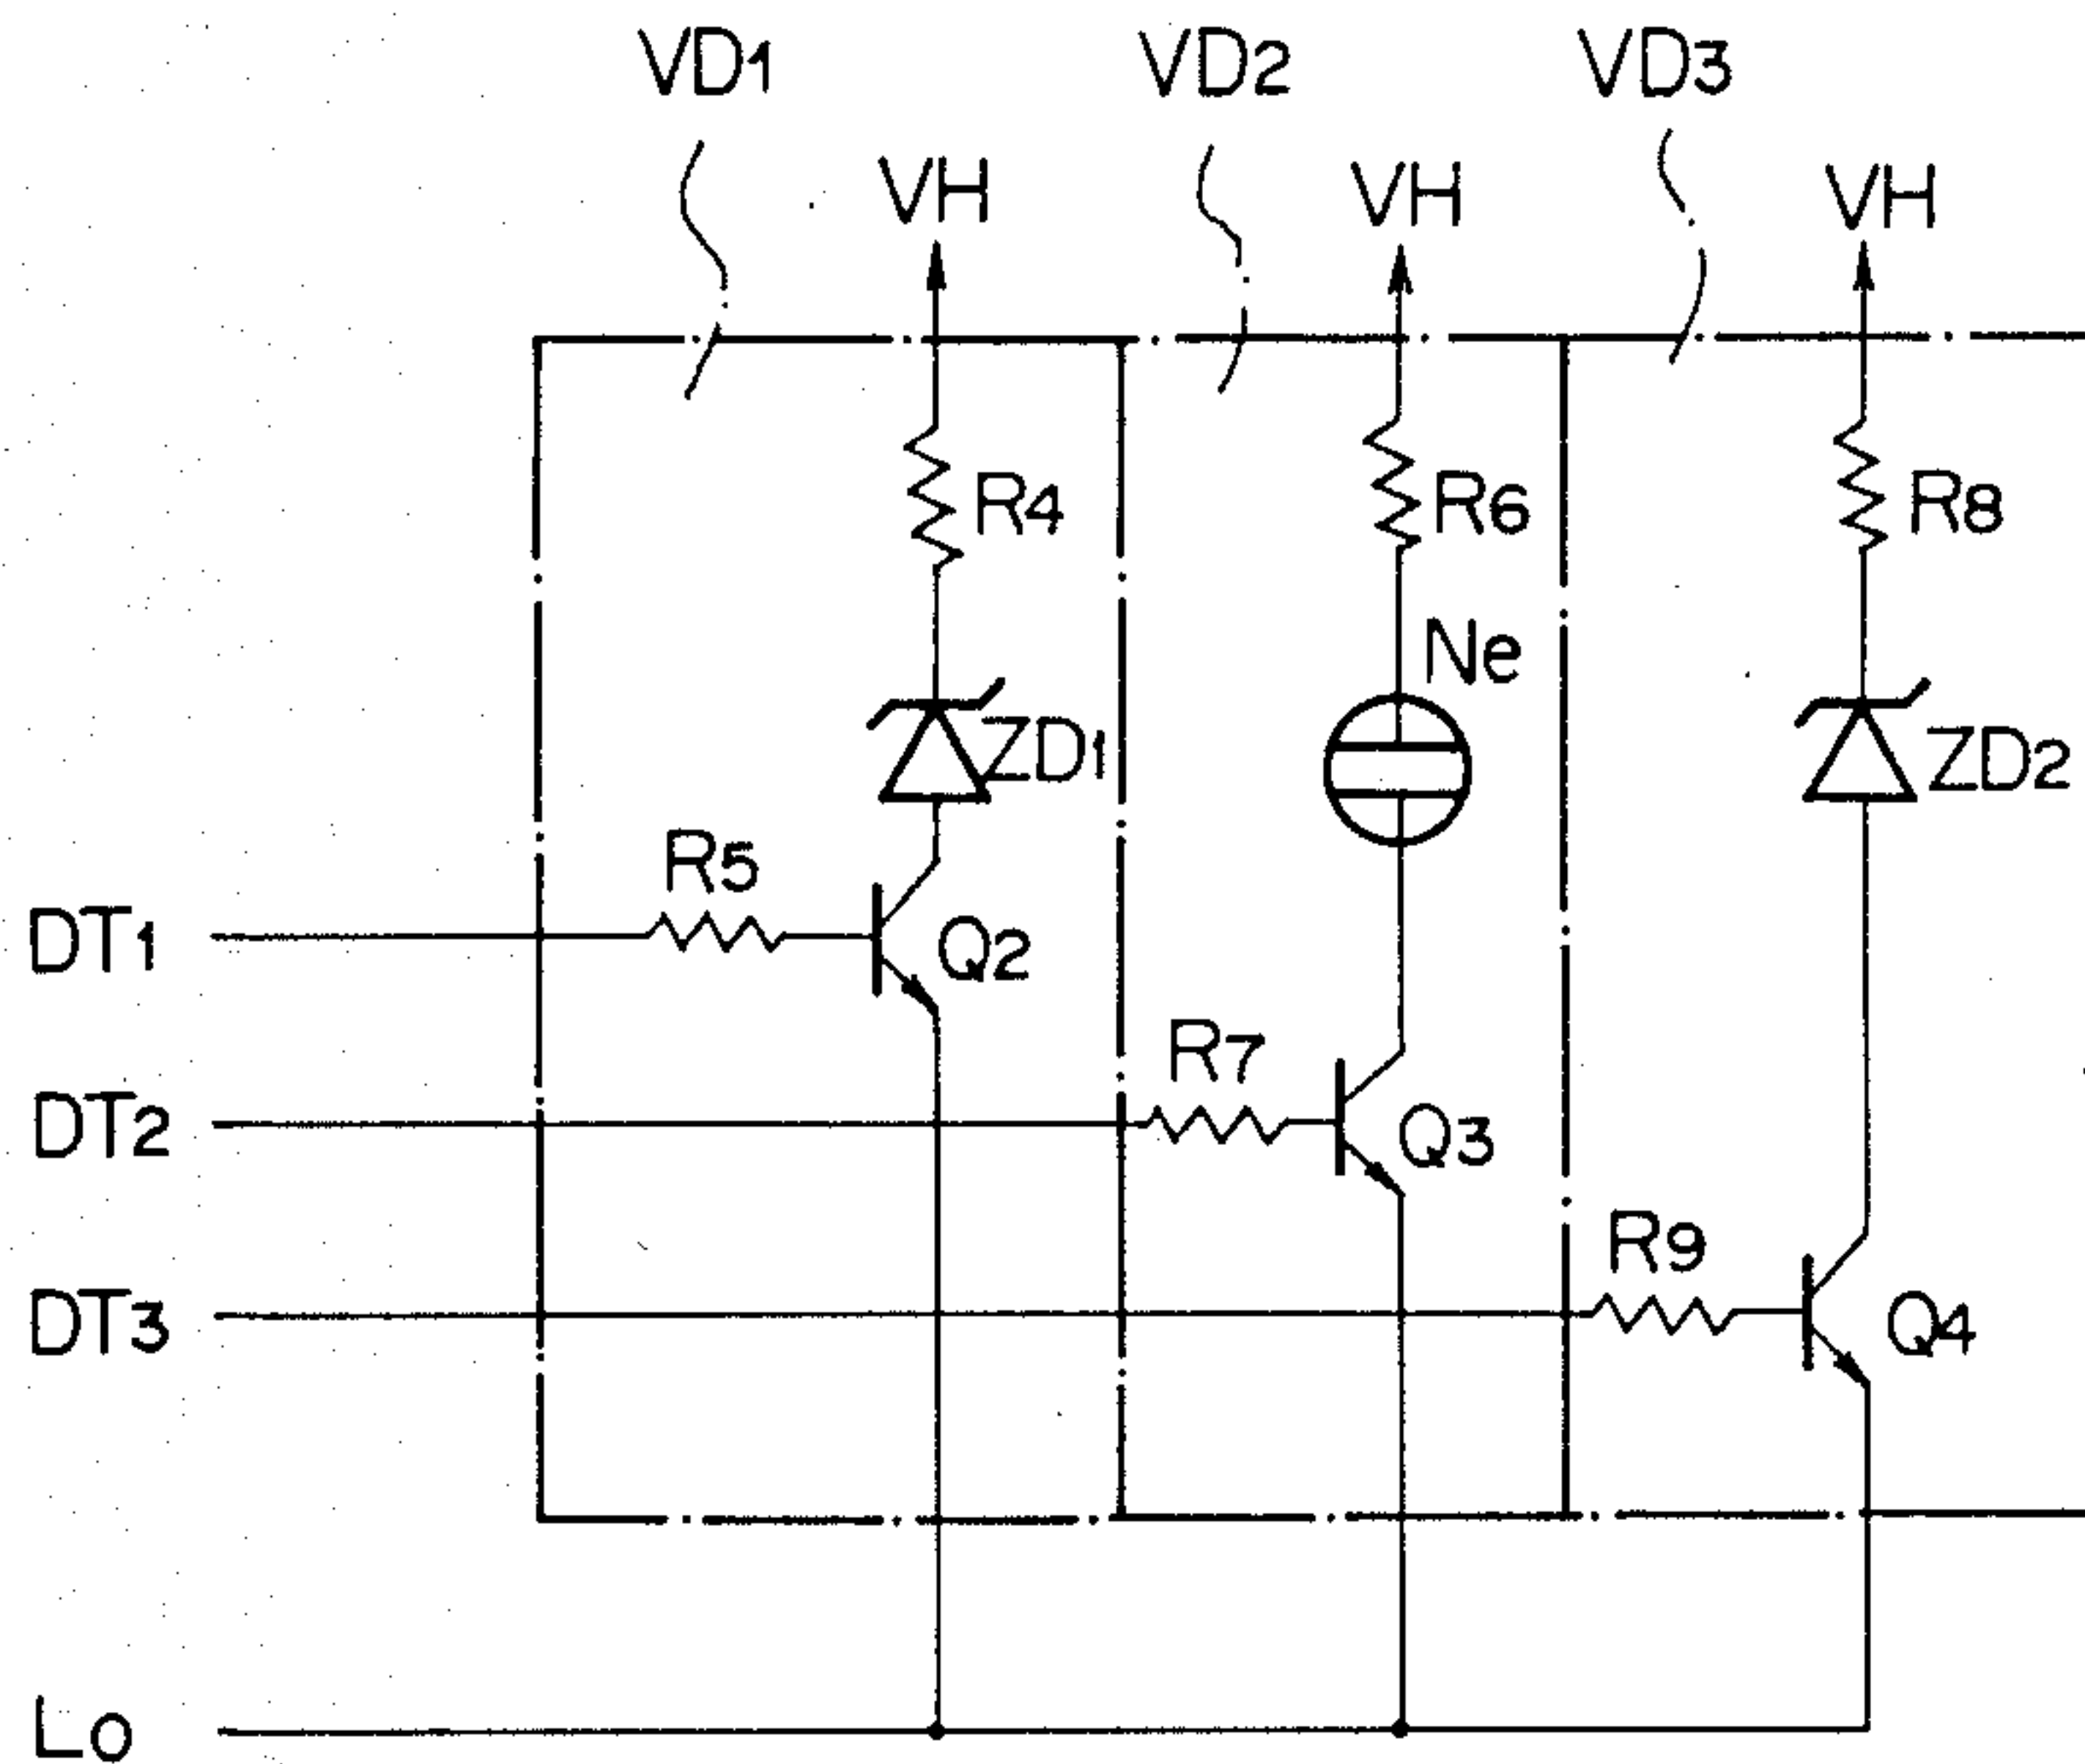 VD1 VD2 VD3
VH VH VH
R4 R6 R8
Ne
ZD1 ZD2
R5
DT1 Q2
R7
DT2 Q3
R9
DT3 Q4
Lo